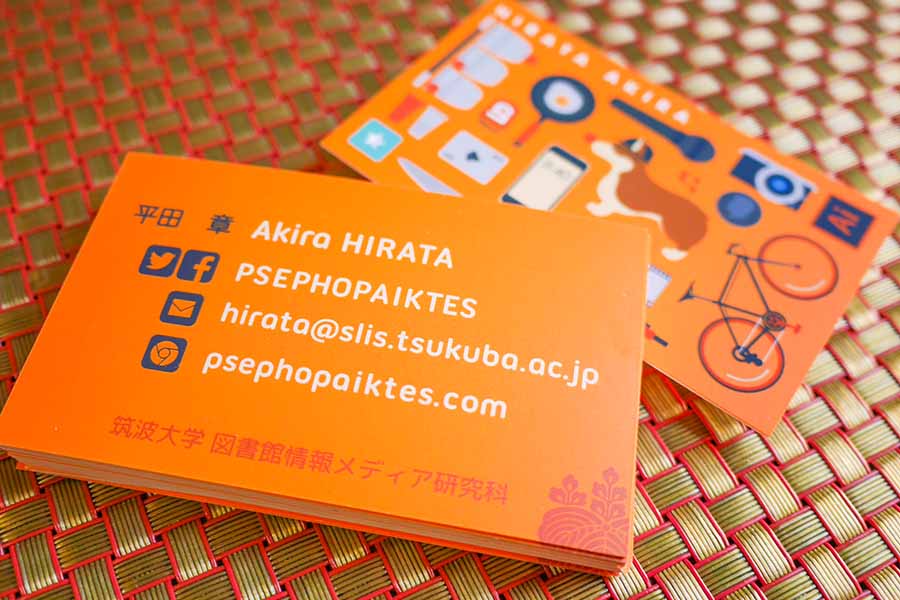 平田 章 Akira HIRATA
PSEPHOPAIKTES
hirata@slis.tsukuba.ac.jp
psephopaiktes.com
筑波大学 図書館情報メディア研究科
HIRATA AKIRA
Ai